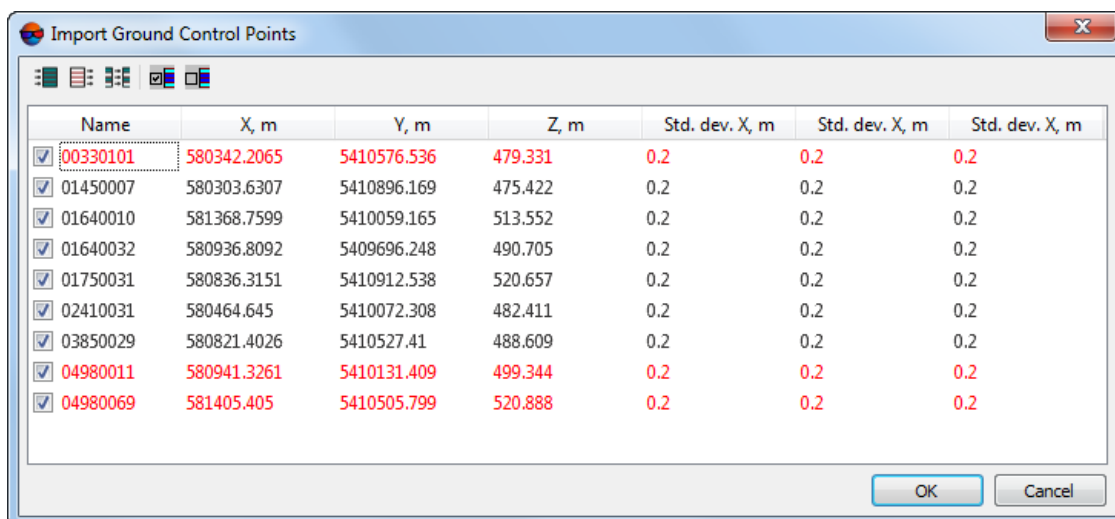 Import Ground Control Points
Name X, m Y, m Z, m Std. dev. X, m Std. dev. X, m Std. dev. X, m
00330101 580342.2065 5410576.536 479.331 0.2 0.2 0.2
01450007 580303.6307 5410896.169 475.422 0.2 0.2 0.2
01640010 581368.7599 5410059.165 513.552 0.2 0.2 0.2
01640032 580936.8092 5409696.248 490.705 0.2 0.2 0.2
01750031 580836.3151 5410912.538 520.657 0.2 0.2 0.2
02410031 580464.645 5410072.308 482.411 0.2 0.2 0.2
03850029 580821.4026 5410527.41 488.609 0.2 0.2 0.2
04980011 580941.3261 5410131.409 499.344 0.2 0.2 0.2
04980069 581405.405 5410505.799 520.888 0.2 0.2 0.2
OK Cancel